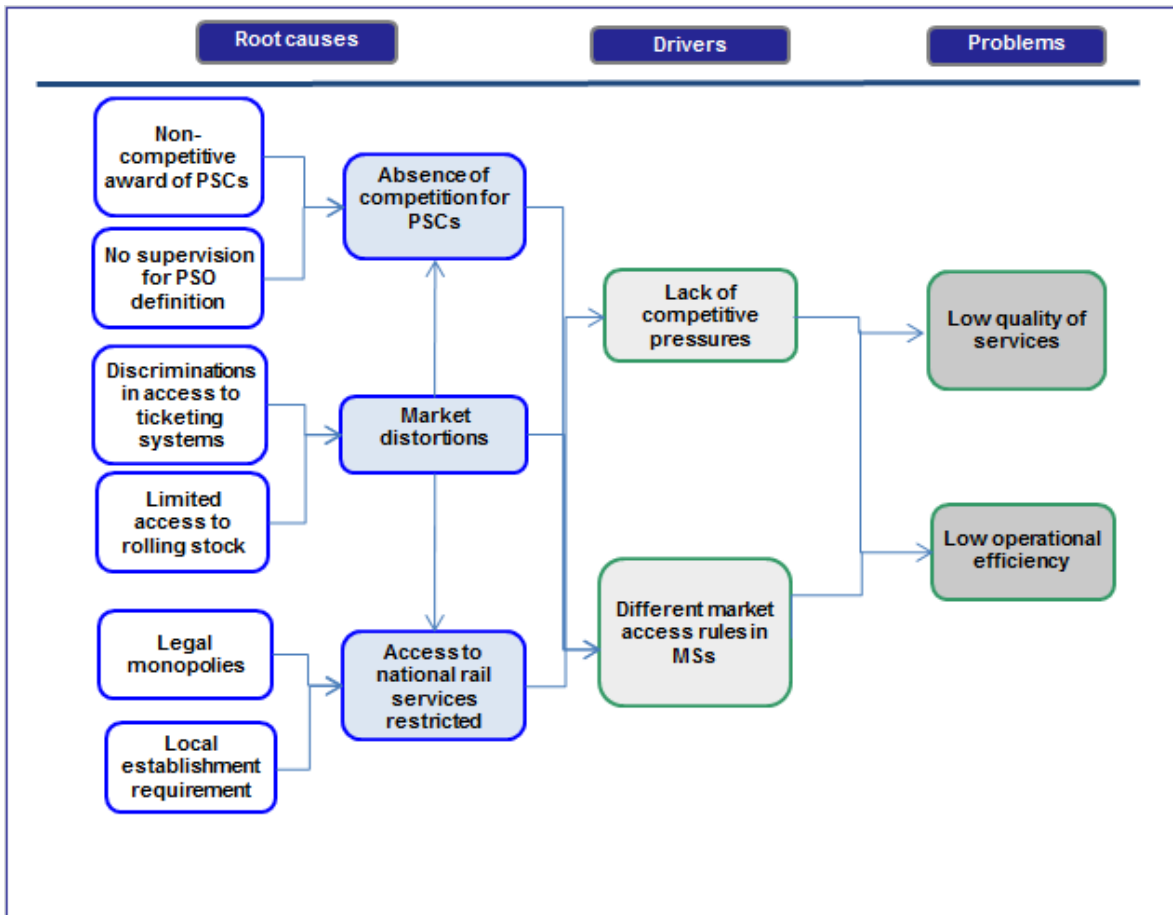 Root causes
Drivers
Problems
Non-
competitive
award of PSCs
No supervision
for PSO
definition
Discriminations
in access to
ticketing
systems
Limited
access to
rolling stock
Legal
monopolies
Local
establishment
requirement
Absence of
competition for
PSCs
Market
distortions
Access to
national rail
services
restricted
Lack of
competitive
pressures
Different market
access rules in
MSs
Low quality of
services
Low operational
efficiency